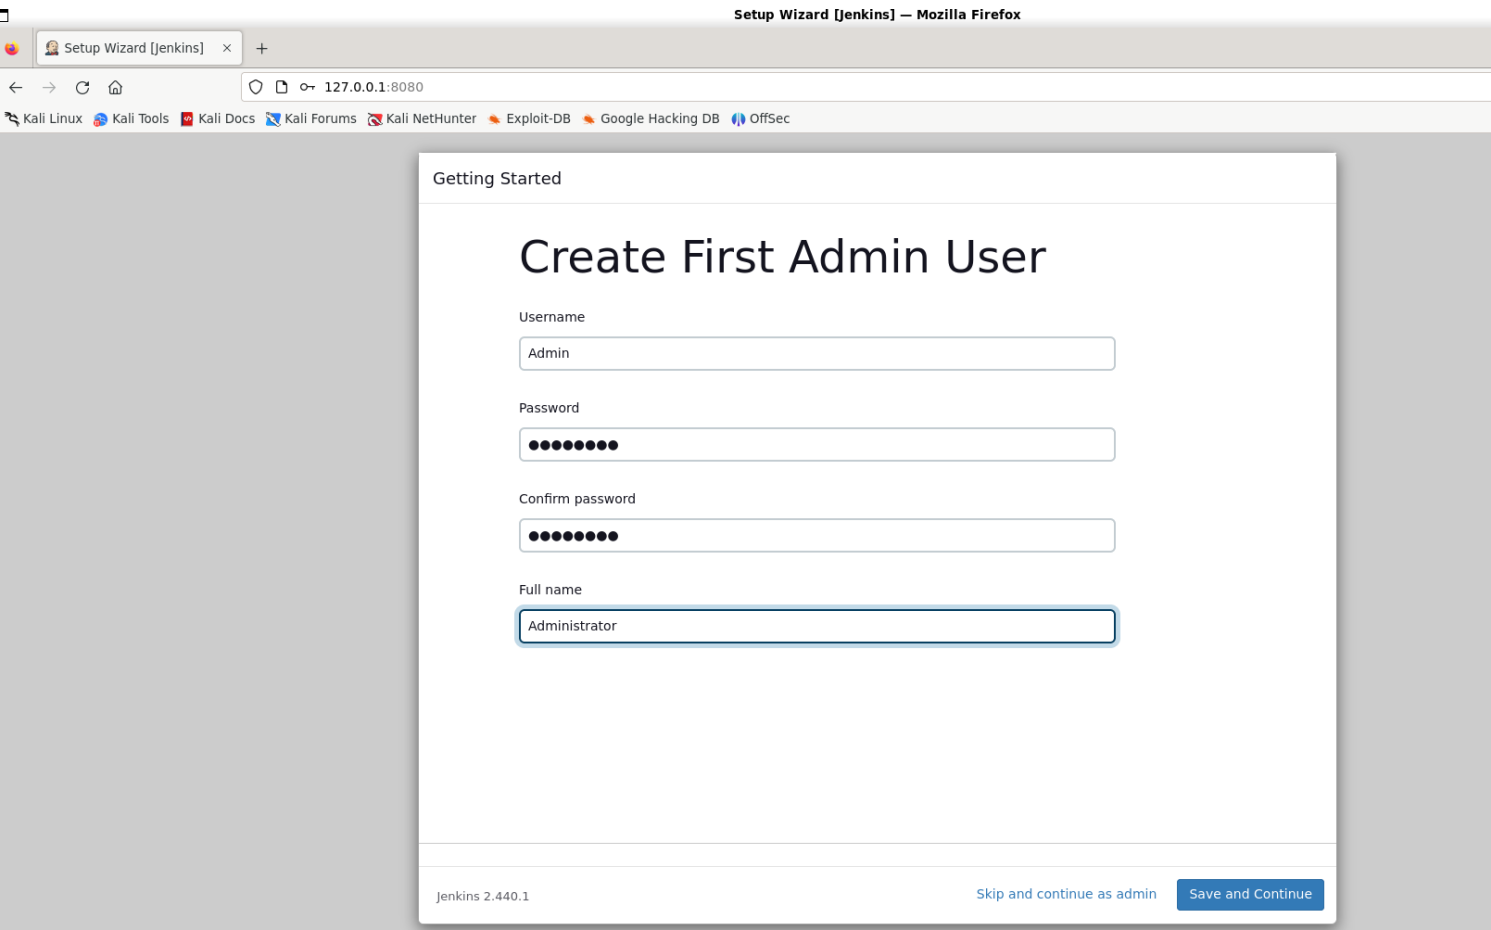 Setup Wizard [Jenkins] — Mozilla Firefox
Setup Wizard [Jenkins]
127.0.0.1:8080
Kali Linux Kali Tools Kali Docs Kali Forums Kali NetHunter Exploit-DB Google Hacking DB OffSec
Getting Started
Create First Admin User
Username
Admin
Password
●●●●●●●●
Confirm password
●●●●●●●●
Full name
Administrator
Jenkins 2.440.1 Skip and continue as admin Save and Continue